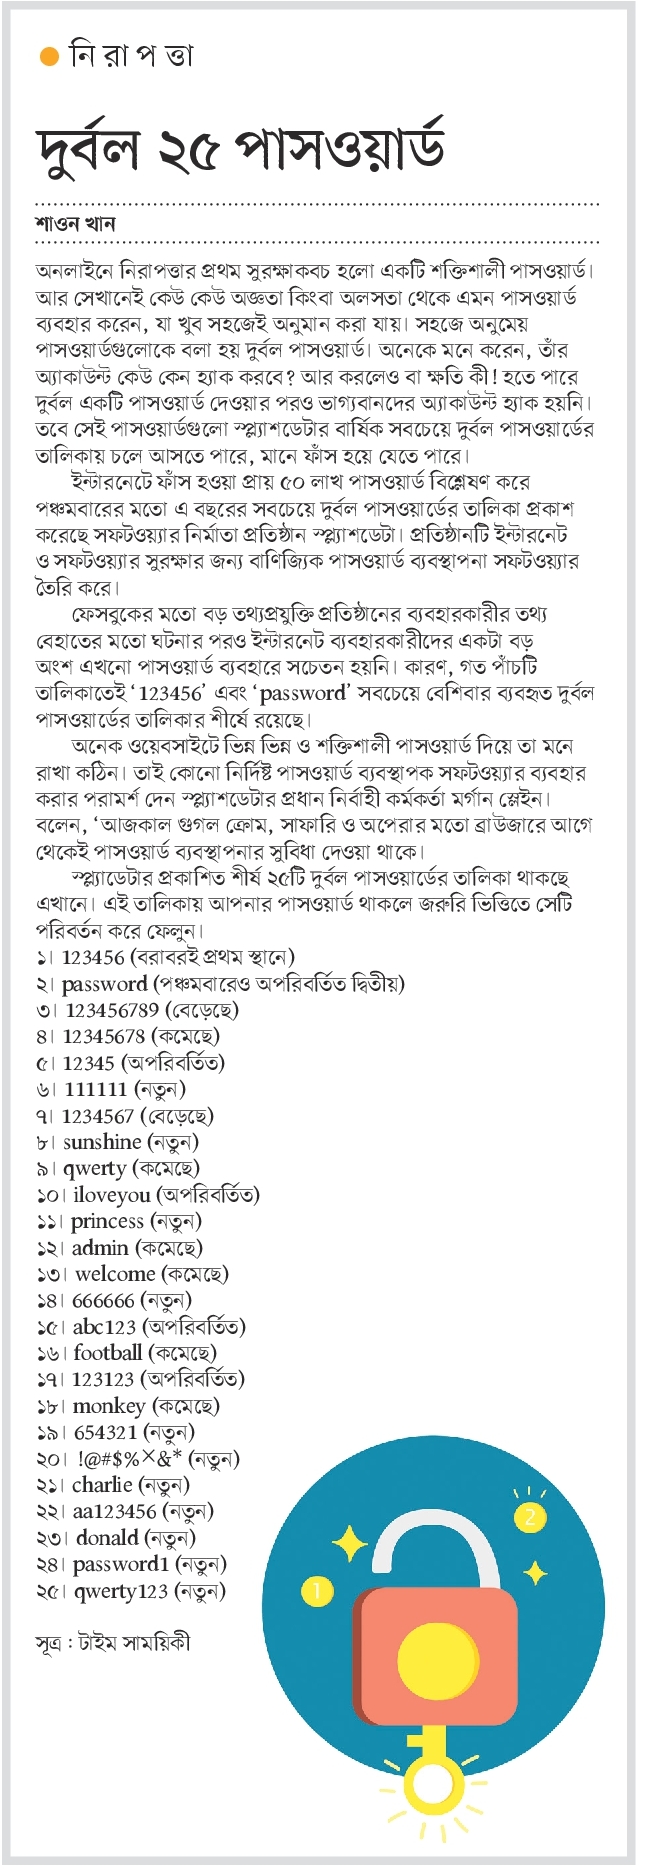 নি রা প ত্তা
দুর্বল ২৫ পাসওয়ার্ড
শাওন খান
অনলাইনে নিরাপত্তার প্রথম সুরক্ষাকবচ হলো একটি শক্তিশালী পাসওয়ার্ড।
আর সেখানেই কেউ কেউ অজ্ঞতা কিংবা অলসতা থেকে এমন পাসওয়ার্ড
ব্যবহার করেন, যা খুব সহজেই অনুমান করা যায়। সহজে অনুমেয়
পাসওয়ার্ডগুলোকে বলা হয় দুর্বল পাসওয়ার্ড। অনেকে মনে করেন, তাঁর
অ্যাকাউন্ট কেউ কেন হ্যাক করবে? আর করলেও বা ক্ষতি কী! হতে পারে
দুর্বল একটি পাসওয়ার্ড দেওয়ার পরও ভাগ্যবানদের অ্যাকাউন্ট হ্যাক হয়নি।
তবে সেই পাসওয়ার্ডগুলো স্প্ল্যাশডেটার বার্ষিক সবচেয়ে দুর্বল পাসওয়ার্ডের
তালিকায় চলে আসতে পারে, মানে ফাঁস হয়ে যেতে পারে।
ইন্টারনেটে ফাঁস হওয়া প্রায় ৫০ লাখ পাসওয়ার্ড বিশ্লেষণ করে
পঞ্চমবারের মতো এ বছরের সবচেয়ে দুর্বল পাসওয়ার্ডের তালিকা প্রকাশ
করেছে সফটওয়্যার নির্মাতা প্রতিষ্ঠান স্প্ল্যাশডেটা। প্রতিষ্ঠানটি ইন্টারনেট
ও সফটওয়্যার সুরক্ষার জন্য বাণিজ্যিক পাসওয়ার্ড ব্যবস্থাপনা সফটওয়্যার
তৈরি করে।
ফেসবুকের মতো বড় তথ্যপ্রযুক্তি প্রতিষ্ঠানের ব্যবহারকারীর তথ্য
বেহাতের মতো ঘটনার পরও ইন্টারনেট ব্যবহারকারীদের একটা বড়
অংশ এখনো পাসওয়ার্ড ব্যবহারে সচেতন হয়নি। কারণ, গত পাঁচটি
তালিকাতেই ‘123456’ এবং ‘password’ সবচেয়ে বেশিবার ব্যবহৃত দুর্বল
পাসওয়ার্ডের তালিকার শীর্ষে রয়েছে।
অনেক ওয়েবসাইটে ভিন্ন ভিন্ন ও শক্তিশালী পাসওয়ার্ড দিয়ে তা মনে
রাখা কঠিন। তাই কোনো নির্দিষ্ট পাসওয়ার্ড ব্যবস্থাপক সফটওয়্যার ব্যবহার
করার পরামর্শ দেন স্প্ল্যাশডেটার প্রধান নির্বাহী কর্মকর্তা মর্গান স্লেইন।
বলেন, ‘আজকাল গুগল ক্রোম, সাফারি ও অপেরার মতো ব্রাউজারে আগে
থেকেই পাসওয়ার্ড ব্যবস্থাপনার সুবিধা দেওয়া থাকে।
স্প্ল্যাডেটার প্রকাশিত শীর্ষ ২৫টি দুর্বল পাসওয়ার্ডের তালিকা থাকছে
এখানে। এই তালিকায় আপনার পাসওয়ার্ড থাকলে জরুরি ভিত্তিতে সেটি
পরিবর্তন করে ফেলুন।
১। 123456 (বরাবরই প্রথম স্থানে)
২। password (পঞ্চমবারেও অপরিবর্তিত দ্বিতীয়)
৩। 123456789 (বেড়েছে)
৪। 12345678 (কমেছে)
৫। 12345 (অপরিবর্তিত)
৬। 111111 (নতুন)
৭। 1234567 (বেড়েছে)
৮। sunshine (নতুন)
৯। qwerty (কমেছে)
১০। iloveyou (অপরিবর্তিত)
১১। princess (নতুন)
১২। admin (কমেছে)
১৩। welcome (কমেছে)
১৪। 666666 (নতুন)
১৫। abc123 (অপরিবর্তিত)
১৬। football (কমেছে)
১৭। 123123 (অপরিবর্তিত)
১৮। monkey (কমেছে)
১৯। 654321 (নতুন)
২০। !@#$%×&* (নতুন)
২১। charlie (নতুন)
২২। aa123456 (নতুন)
২৩। donald (নতুন)
২৪। password1 (নতুন)
২৫। qwerty123 (নতুন)
2
1
সূত্র : টাইম সাময়িকী